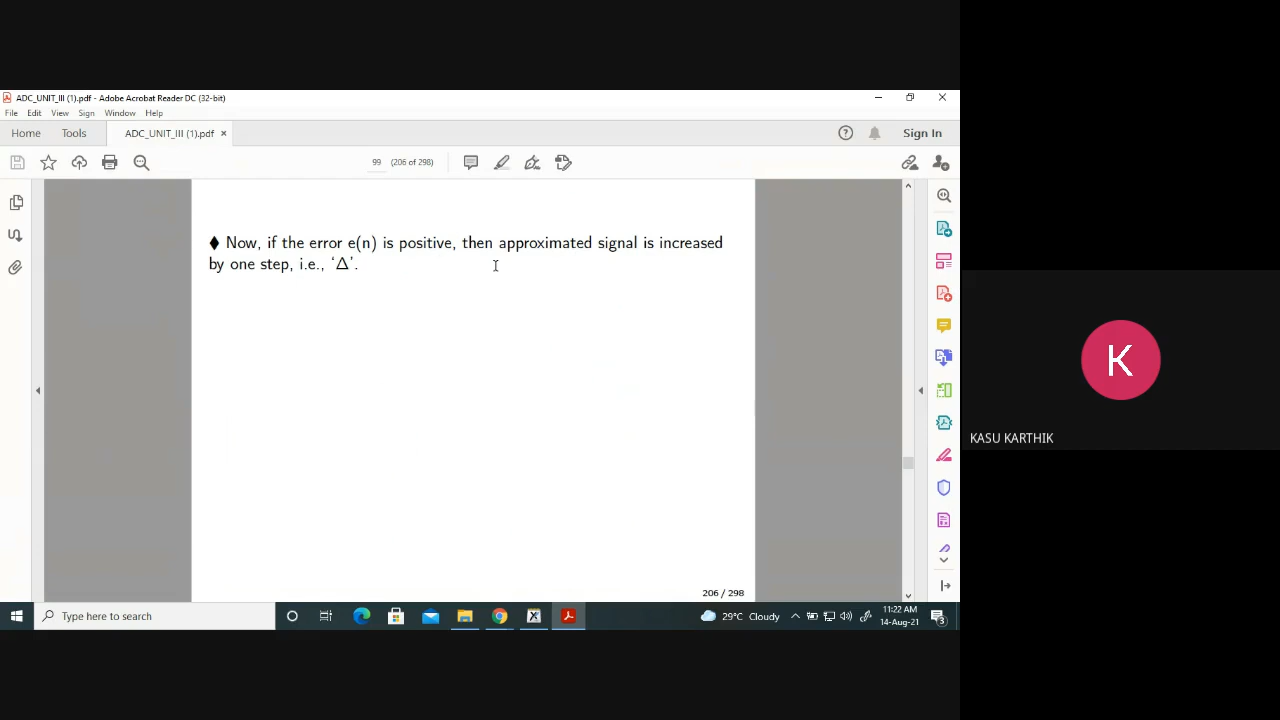 ADC_UNIT_III (1).pdf - Adobe Acrobat Reader DC (32-bit)
File Edit View Sign Window Help
Home Tools ADC_UNIT_III (1).pdf × Sign In
99 (206 of 298)
♦ Now, if the error e(n) is positive, then approximated signal is increased
by one step, i.e., ‘Δ’.
206 / 298
K
KASU KARTHIK
Type here to search
29°C Cloudy
11:22 AM
14-Aug-21
3